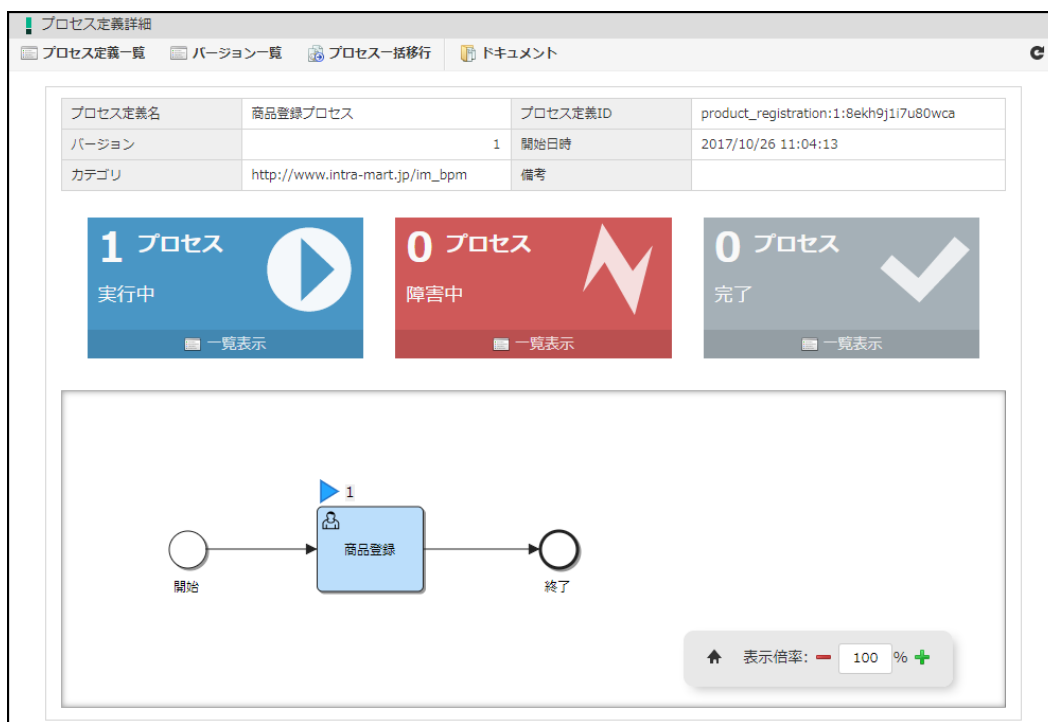 プロセス定義詳細
プロセス定義一覧 バージョン一覧 プロセス一括移行 ドキュメント
プロセス定義名 商品登録プロセス プロセス定義ID product_registration:1:8ekh9j1i7u80wca
バージョン 1 開始日時 2017/10/26 11:04:13
カテゴリ http://www.intra-mart.jp/im_bpm 備考
1 プロセス 0 プロセス 0 プロセス
実行中 障害中 完了
一覧表示 一覧表示 一覧表示
1
商品登録
開始 終了
表示倍率: 100 %